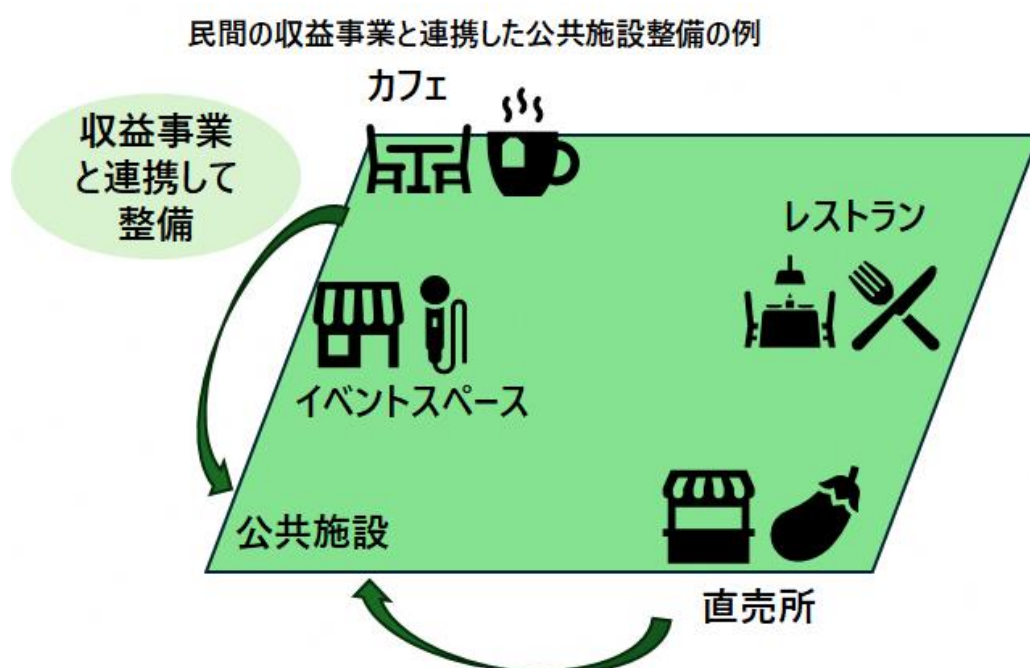 民間の収益事業と連携した公共施設整備の例
カフェ
収益事業
と連携して
整備
レストラン
イベントスペース
公共施設
直売所